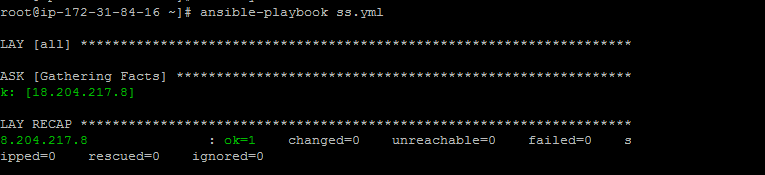 root@ip-172-31-84-16 ~]# ansible-playbook ss.yml
LAY [all] *********************************************************************
ASK [Gathering Facts] *********************************************************
k: [18.204.217.8]
LAY RECAP *********************************************************************
8.204.217.8 : ok=1 changed=0 unreachable=0 failed=0 s
ipped=0 rescued=0 ignored=0